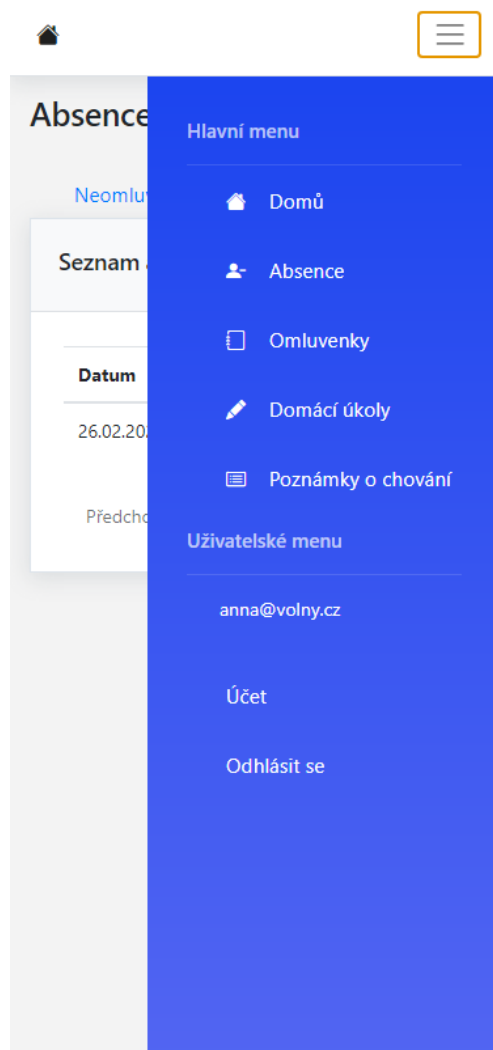 Absence
Neomluv
Seznam
Datum
26.02.202
Předcho
Hlavní menu
Domů
Absence
Omluvenky
Domácí úkoly
Poznámky o chování
Uživatelské menu
anna@volny.cz
Účet
Odhlásit se